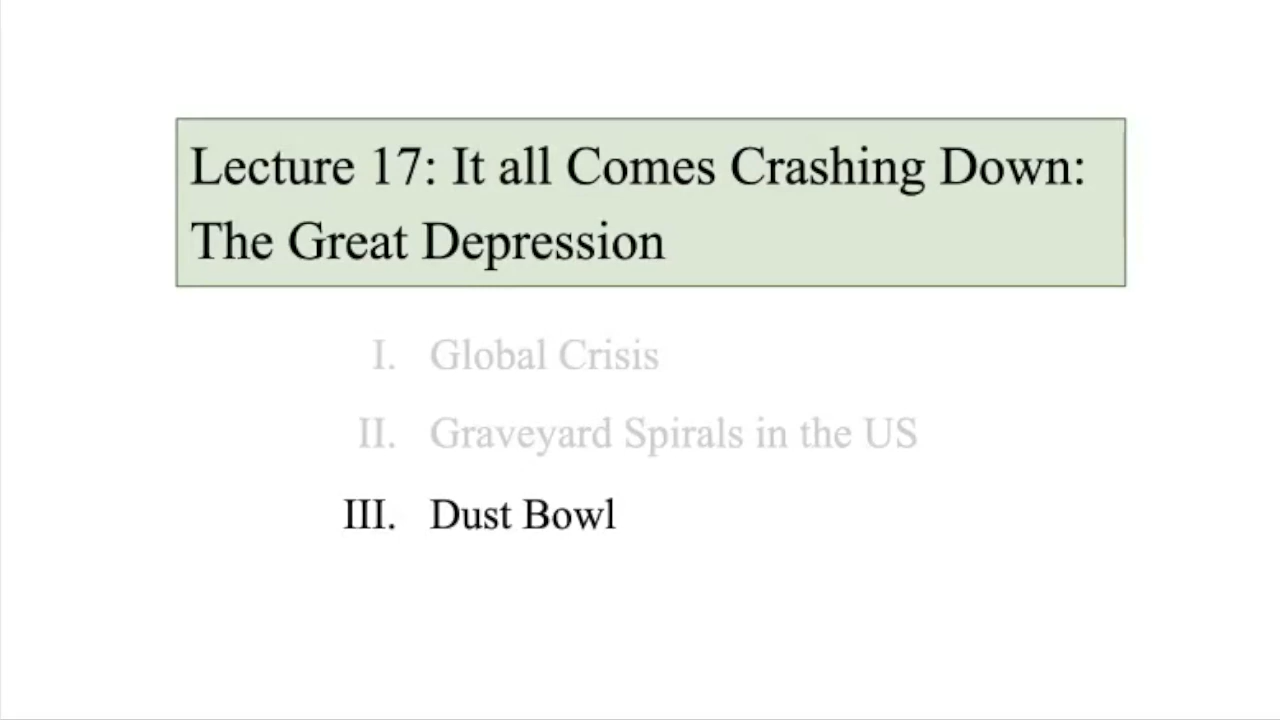 Lecture 17: It all Comes Crashing Down:
The Great Depression
I. Global Crisis
II. Graveyard Spirals in the US
III. Dust Bowl